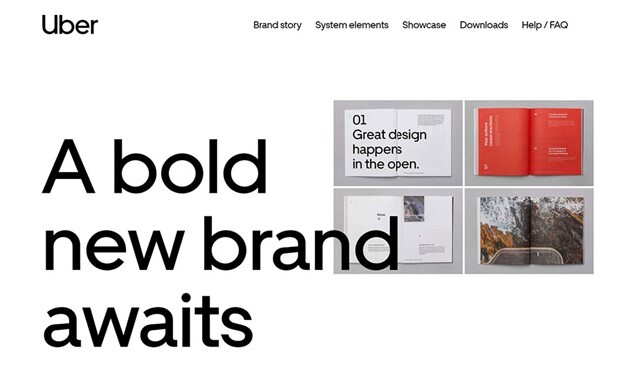 Uber
Brand story
System elements
Showcase
Downloads
Help / FAQ
01
Great design
happens
in the open.
A bold
new brand
awaits